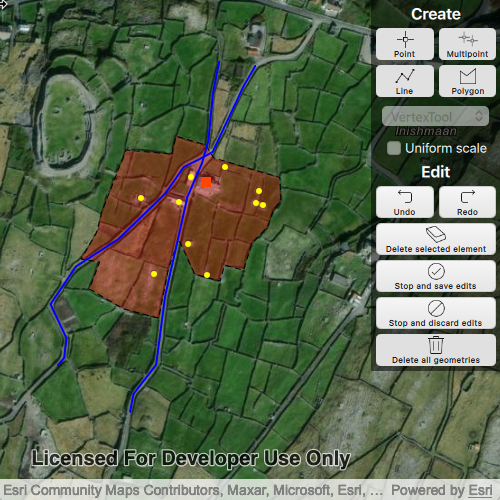 Create
Point
Multipoint
Line
Polygon
VertexTool
Inishmaan
Uniform scale
Edit
Undo
Redo
Delete selected element
Stop and save edits
Stop and discard edits
Delete all geometries
Licensed For Developer Use Only
Esri Community Maps Contributors, Maxar, Microsoft, Esri, ... Powered by Esri